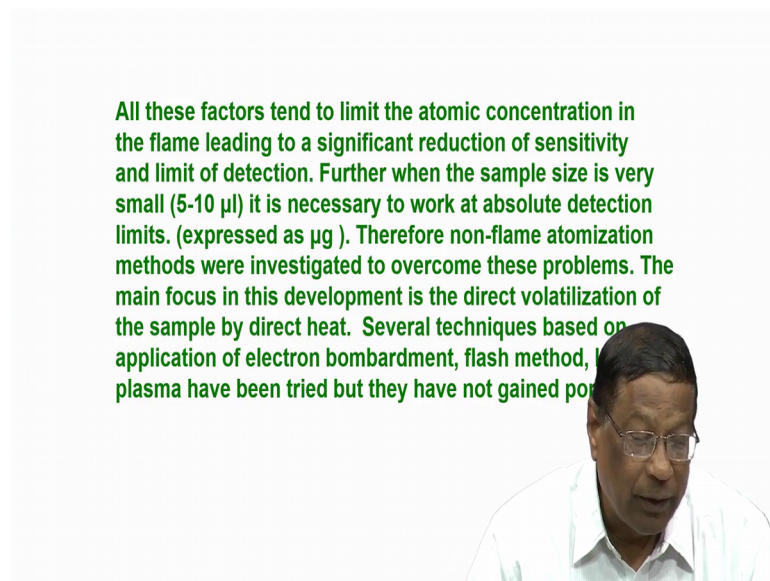 All these factors tend to limit the atomic concentration in
the flame leading to a significant reduction of sensitivity
and limit of detection. Further when the sample size is very
small (5-10 µl) it is necessary to work at absolute detection
limits. (expressed as µg ). Therefore non-flame atomization
methods were investigated to overcome these problems. The
main focus in this development is the direct volatilization of
the sample by direct heat.  Several techniques based on
application of electron bombardment, flash method,
plasma have been tried but they have not gained